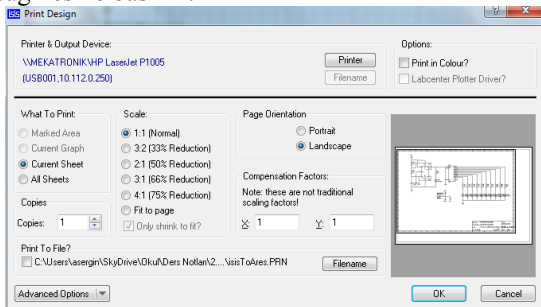 Print Design
Printer & Output Device:
\\MEKATRONIK\HP LaserJet P1005
(USB001,10.112.0.250)
Printer
Filename
Options:
Print in Colour?
Labcenter Plotter Driver?
What To Print:
Marked Area
Current Graph
Current Sheet
All Sheets
Copies
Copies: 1
Scale:
1:1 (Normal)
3:2 (33% Reduction)
2:1 (50% Reduction)
3:1 (66% Reduction)
4:1 (75% Reduction)
Fit to page
Only shrink to fit?
Page Orientation
Portrait
Landscape
Compensation Factors:
Note: these are not traditional
scaling factors!
X: 1 Y: 1
Print To File?
C:\Users\asergin\SkyDrive\Okul\Ders Notları\2....\isisToAres.PRN
Filename
Advanced Options
OK
Cancel